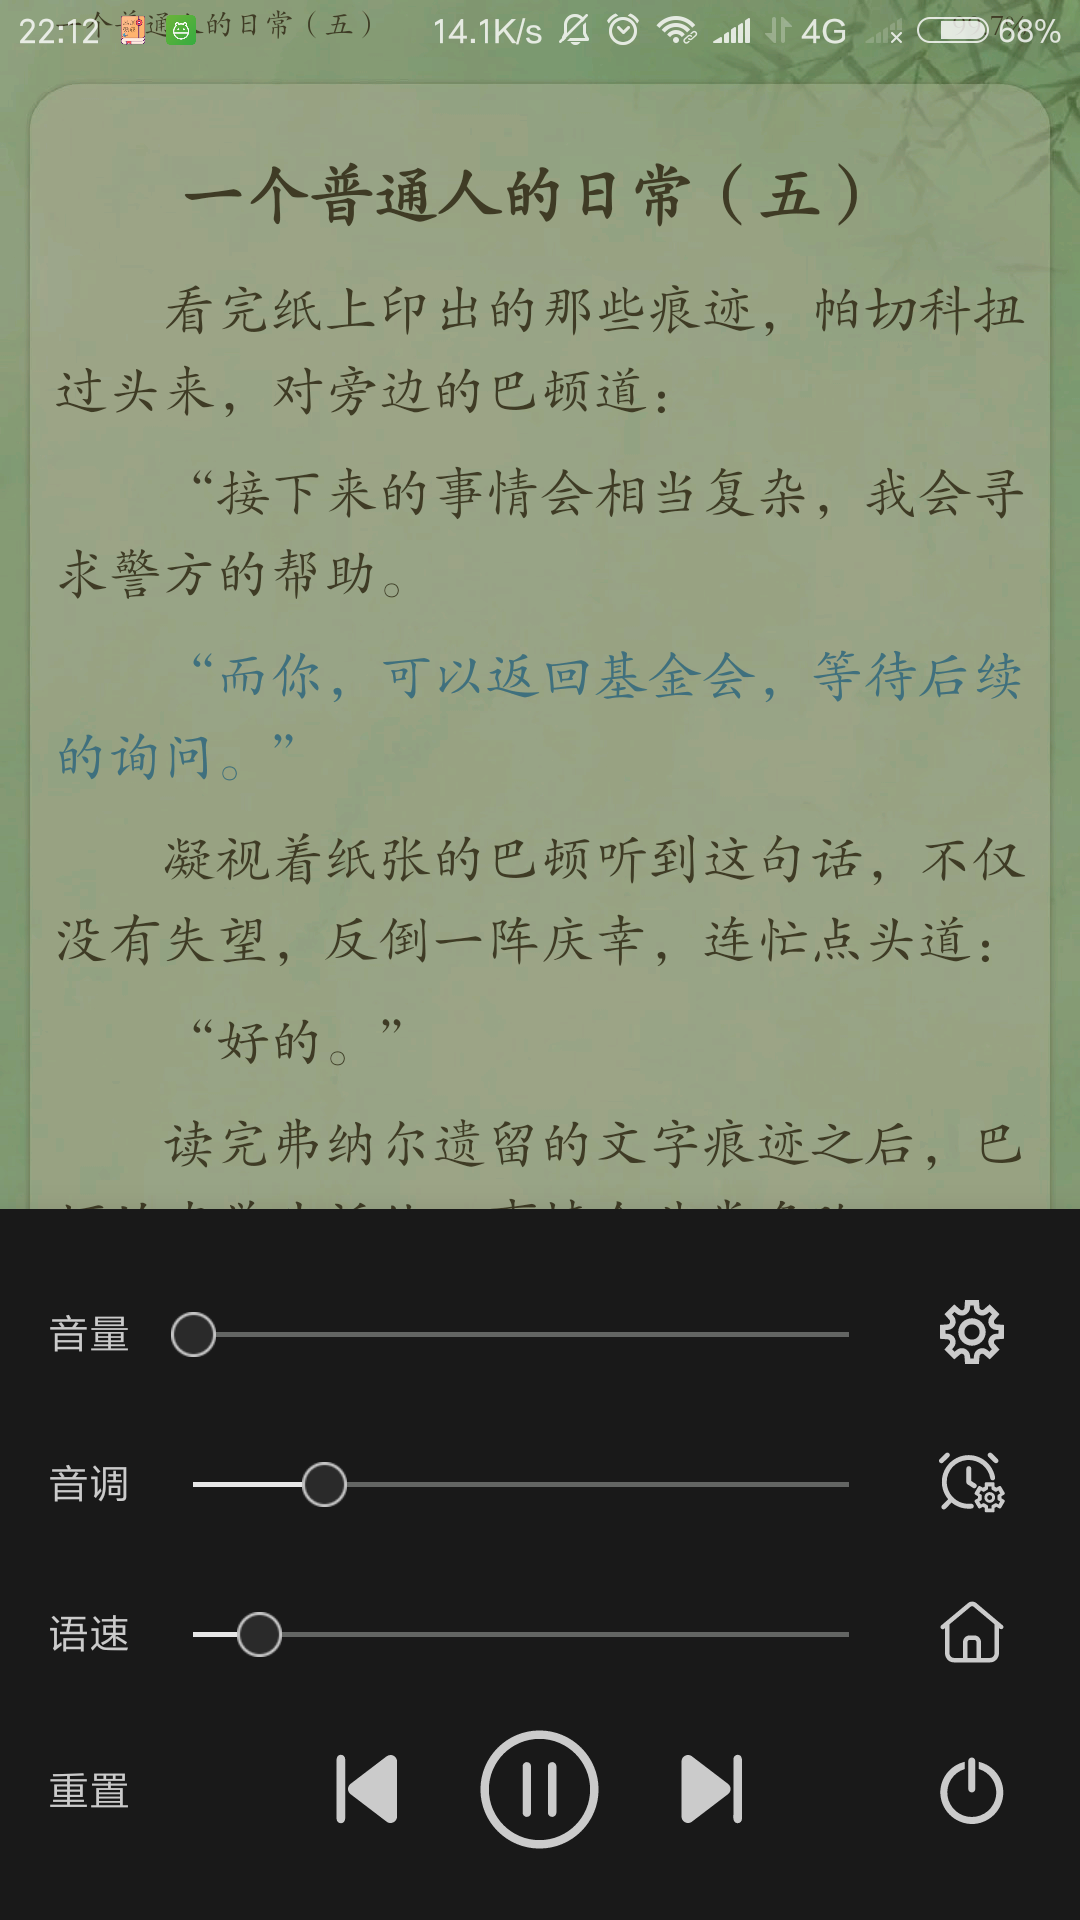 22:12 14.1K/s 4G 68%
一个普通人的日常（五）
一个普通人的日常（五）
看完纸上印出的那些痕迹，帕切科扭
过头来，对旁边的巴顿道：
“接下来的事情会相当复杂，我会寻
求警方的帮助。
“而你，可以返回基金会，等待后续
的询问。”
凝视着纸张的巴顿听到这句话，不仅
没有失望，反倒一阵庆幸，连忙点头道：
“好的。”
读完弗纳尔遗留的文字痕迹之后，巴
音量
音调
语速
重置